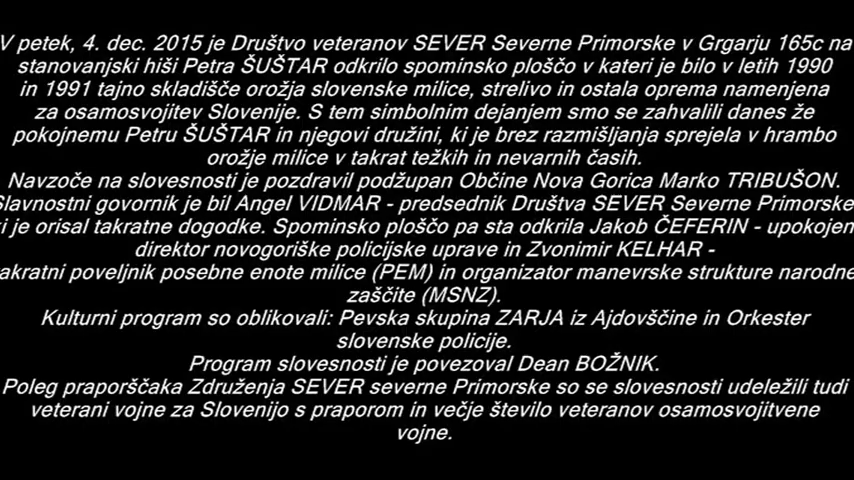 V petek, 4. dec. 2015 je Društvo veteranov SEVER Severne Primorske v Grgarju 165c na
stanovanjski hiši Petra ŠUŠTAR odkrilo spominsko ploščo v kateri je bilo v letih 1990
in 1991 tajno skladišče orožja slovenske milice, strelivo in ostala oprema namenjena
za osamosvojitev Slovenije. S tem simbolnim dejanjem smo se zahvalili danes že
pokojnemu Petru ŠUŠTAR in njegovi družini, ki je brez razmišljanja sprejela v hrambo
orožje milice v takrat težkih in nevarnih časih.
Navzoče na slovesnosti je pozdravil podžupan Občine Nova Gorica Marko TRIBUŠON.
Slavnostni govornik je bil Angel VIDMAR - predsednik Društva SEVER Severne Primorske
ki je orisal takratne dogodke. Spominsko ploščo pa sta odkrila Jakob ČEFERIN - upokojen
direktor novogoriške policijske uprave in Zvonimir KELHAR -
takratni poveljnik posebne enote milice (PEM) in organizator manevrske strukture narodne
zaščite (MSNZ).
Kulturni program so oblikovali: Pevska skupina ZARJA iz Ajdovščine in Orkester
slovenske policije.
Program slovesnosti je povezoval Dean BOŽNIK.
Poleg praporščaka Združenja SEVER severne Primorske so se slovesnosti udeležili tudi
veterani vojne za Slovenijo s praporom in večje število veteranov osamosvojitvene
vojne.